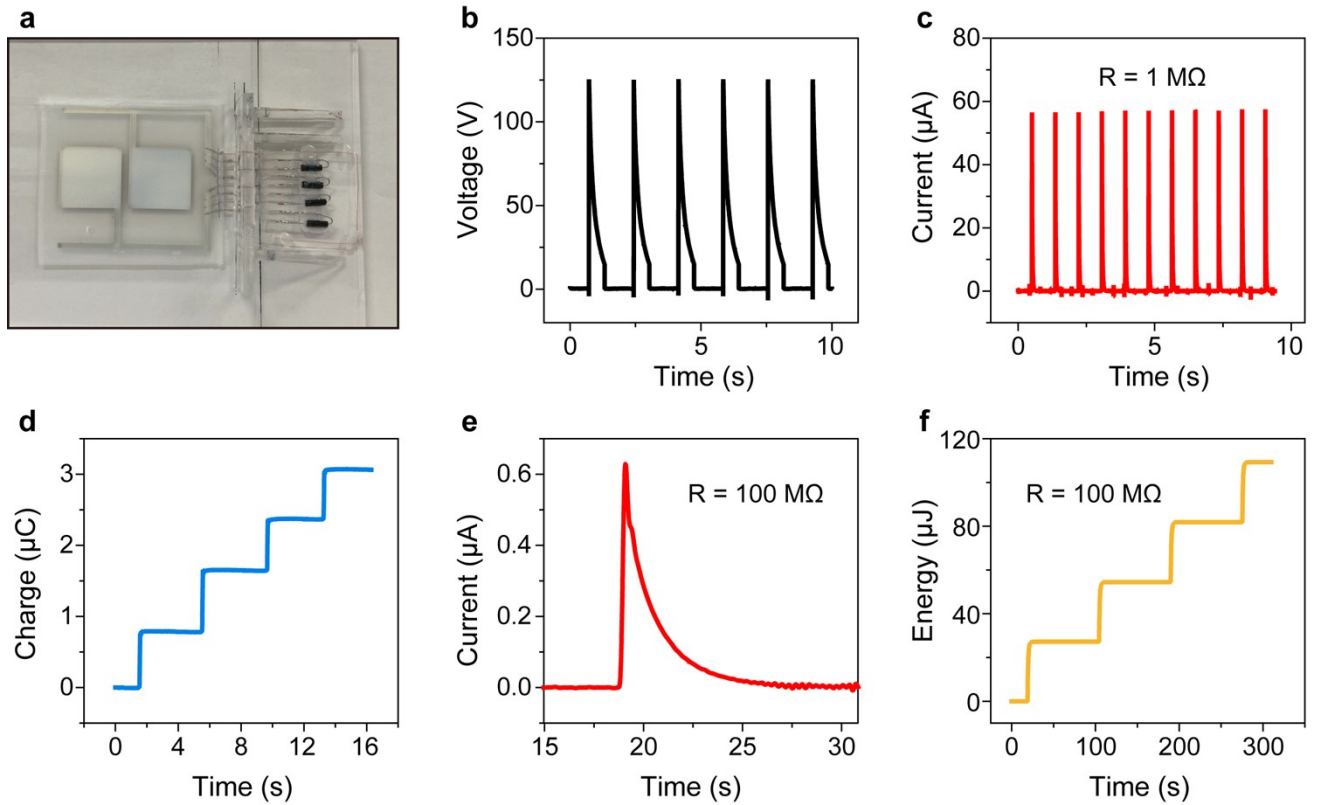 a
b
150
100
50
0
Voltage (V)
0
5
10
Time (s)
c
80
60
40
20
0
Current (µA)
R = 1 MΩ
0
5
10
Time (s)
d
3
2
1
0
Charge (µC)
0
4
8
12
16
Time (s)
e
0.6
0.4
0.2
0.0
Current (µA)
R = 100 MΩ
15
20
25
30
Time (s)
f
120
80
40
0
Energy (µJ)
R = 100 MΩ
0
100
200
300
Time (s)